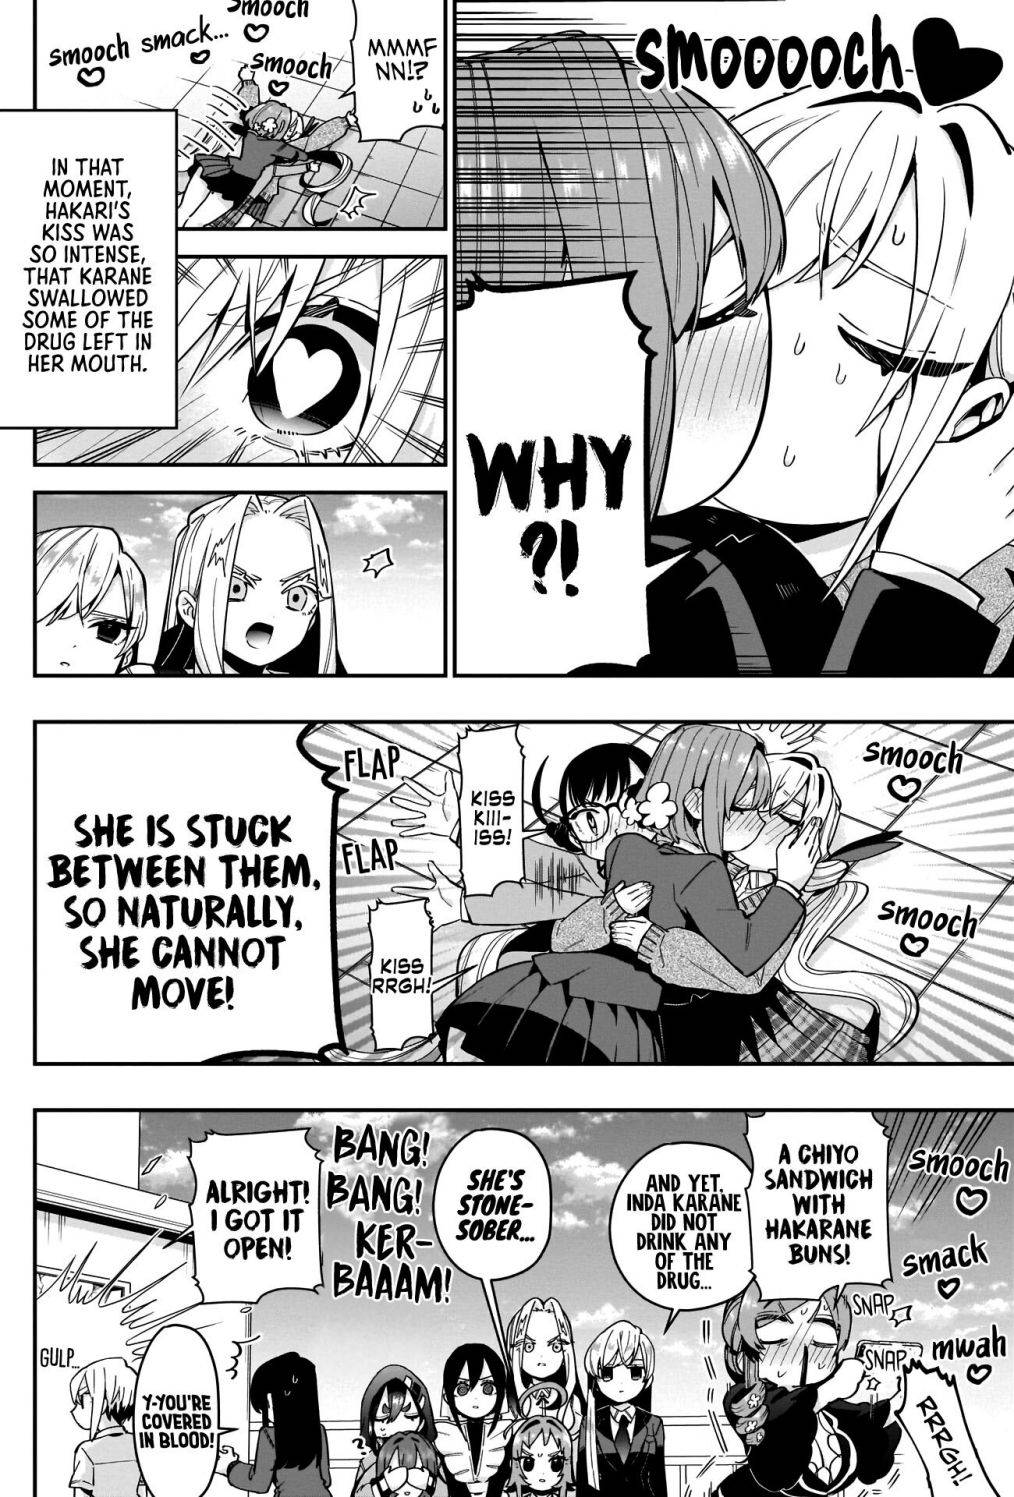 smooch
smooch smack...
smooch
MMMF
NN!?
SMOOOOCH
IN THAT
MOMENT,
HAKARI'S
KISS WAS
SO INTENSE,
THAT KARANE
SWALLOWED
SOME OF THE
DRUG LEFT IN
HER MOUTH.
WHY
?!
SHE IS STUCK
BETWEEN THEM,
SO NATURALLY,
SHE CANNOT
MOVE!
FLAP
FLAP
KISS
KIII-
ISS!
KISS
RRGH!
smooch
smooch
GULP...
ALRIGHT!
I GOT IT
OPEN!
Y-YOU'RE
COVERED
IN BLOOD!
BANG!
BANG!
KER-
BAAAM!
SHE'S
STONE-
SOBER...
?
AND YET,
INDA KARANE
DID NOT
DRINK ANY
OF THE
DRUG...
A CHIYO
SANDWICH
WITH
HAKARANE
BUNS!
SNAP
SNAP
smooch
smack
mwah
RRRGH!